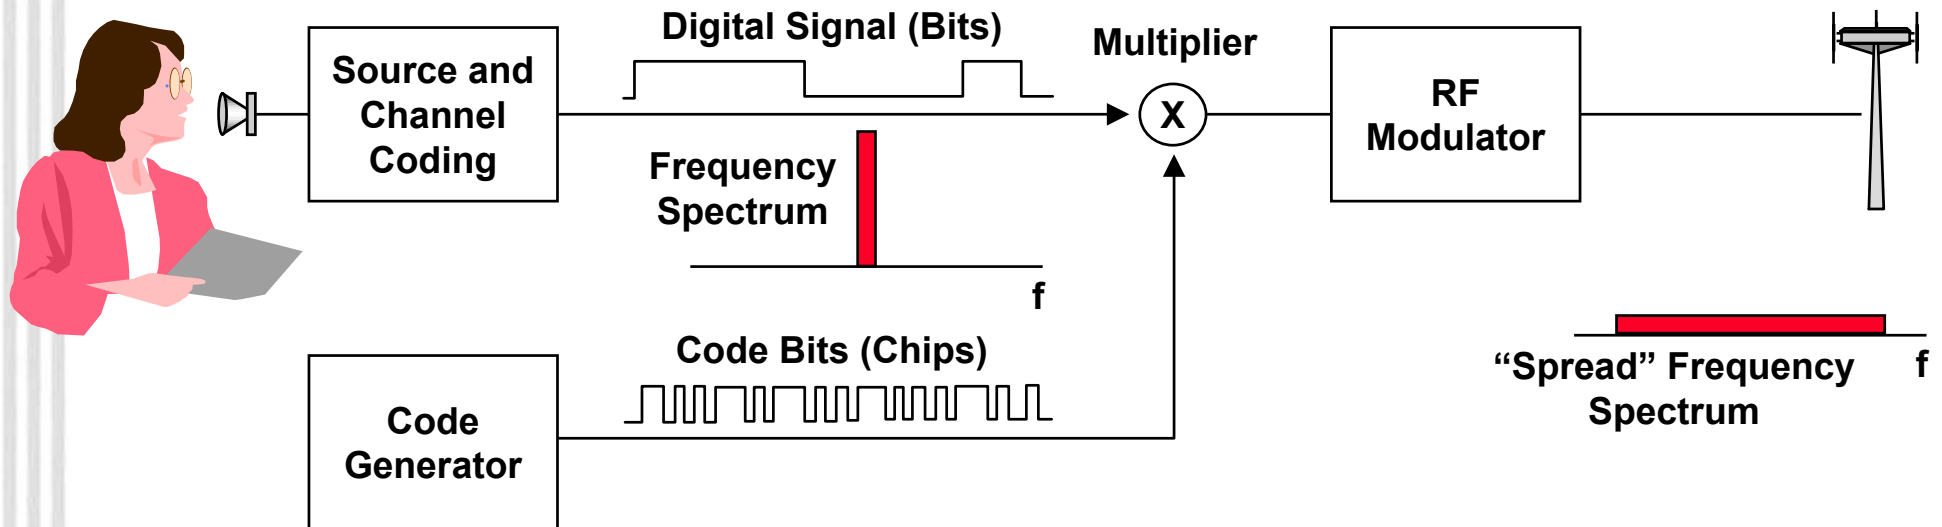 Digital Signal (Bits)
Multiplier
Source and
Channel
Coding
X
RF
Modulator
Frequency
Spectrum
f
Code Bits (Chips)
Code
Generator
“Spread” Frequency
Spectrum
f